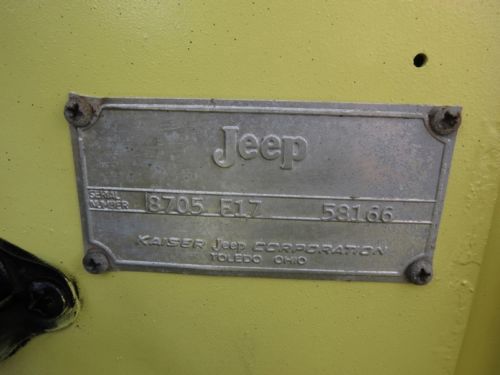 Jeep
SERIAL NUMBER 8705 F17 58166
KAISER Jeep CORPORATION
TOLEDO OHIO